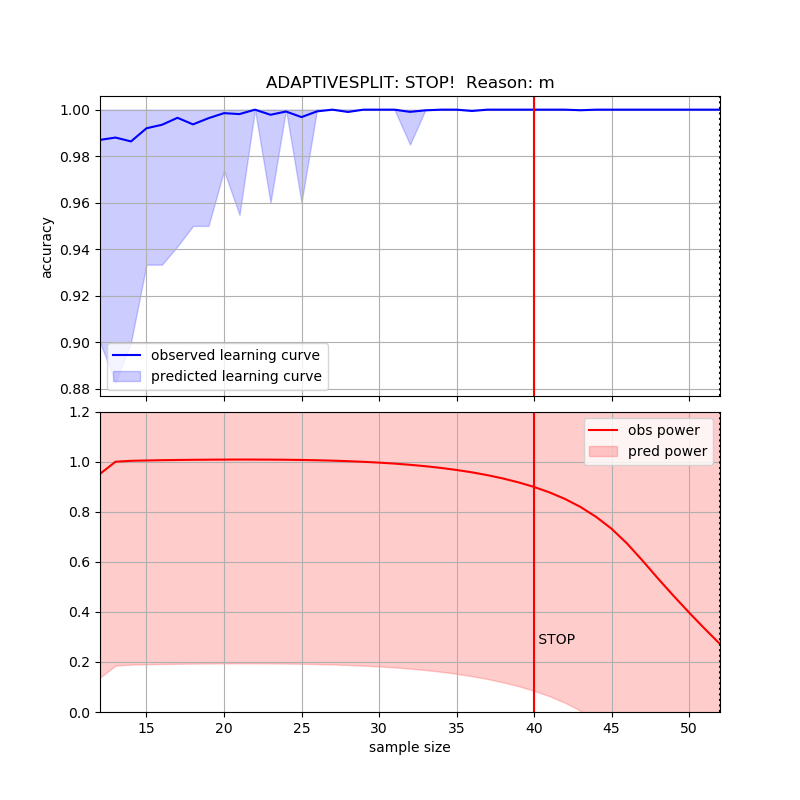 ADAPTIVESPLIT: STOP!  Reason: m
1.00
0.98
0.96
0.94
0.92
0.90
0.88
accuracy
observed learning curve
predicted learning curve
1.2
1.0
0.8
0.6
0.4
0.2
0.0
obs power
pred power
STOP
15 20 25 30 35 40 45 50
sample size